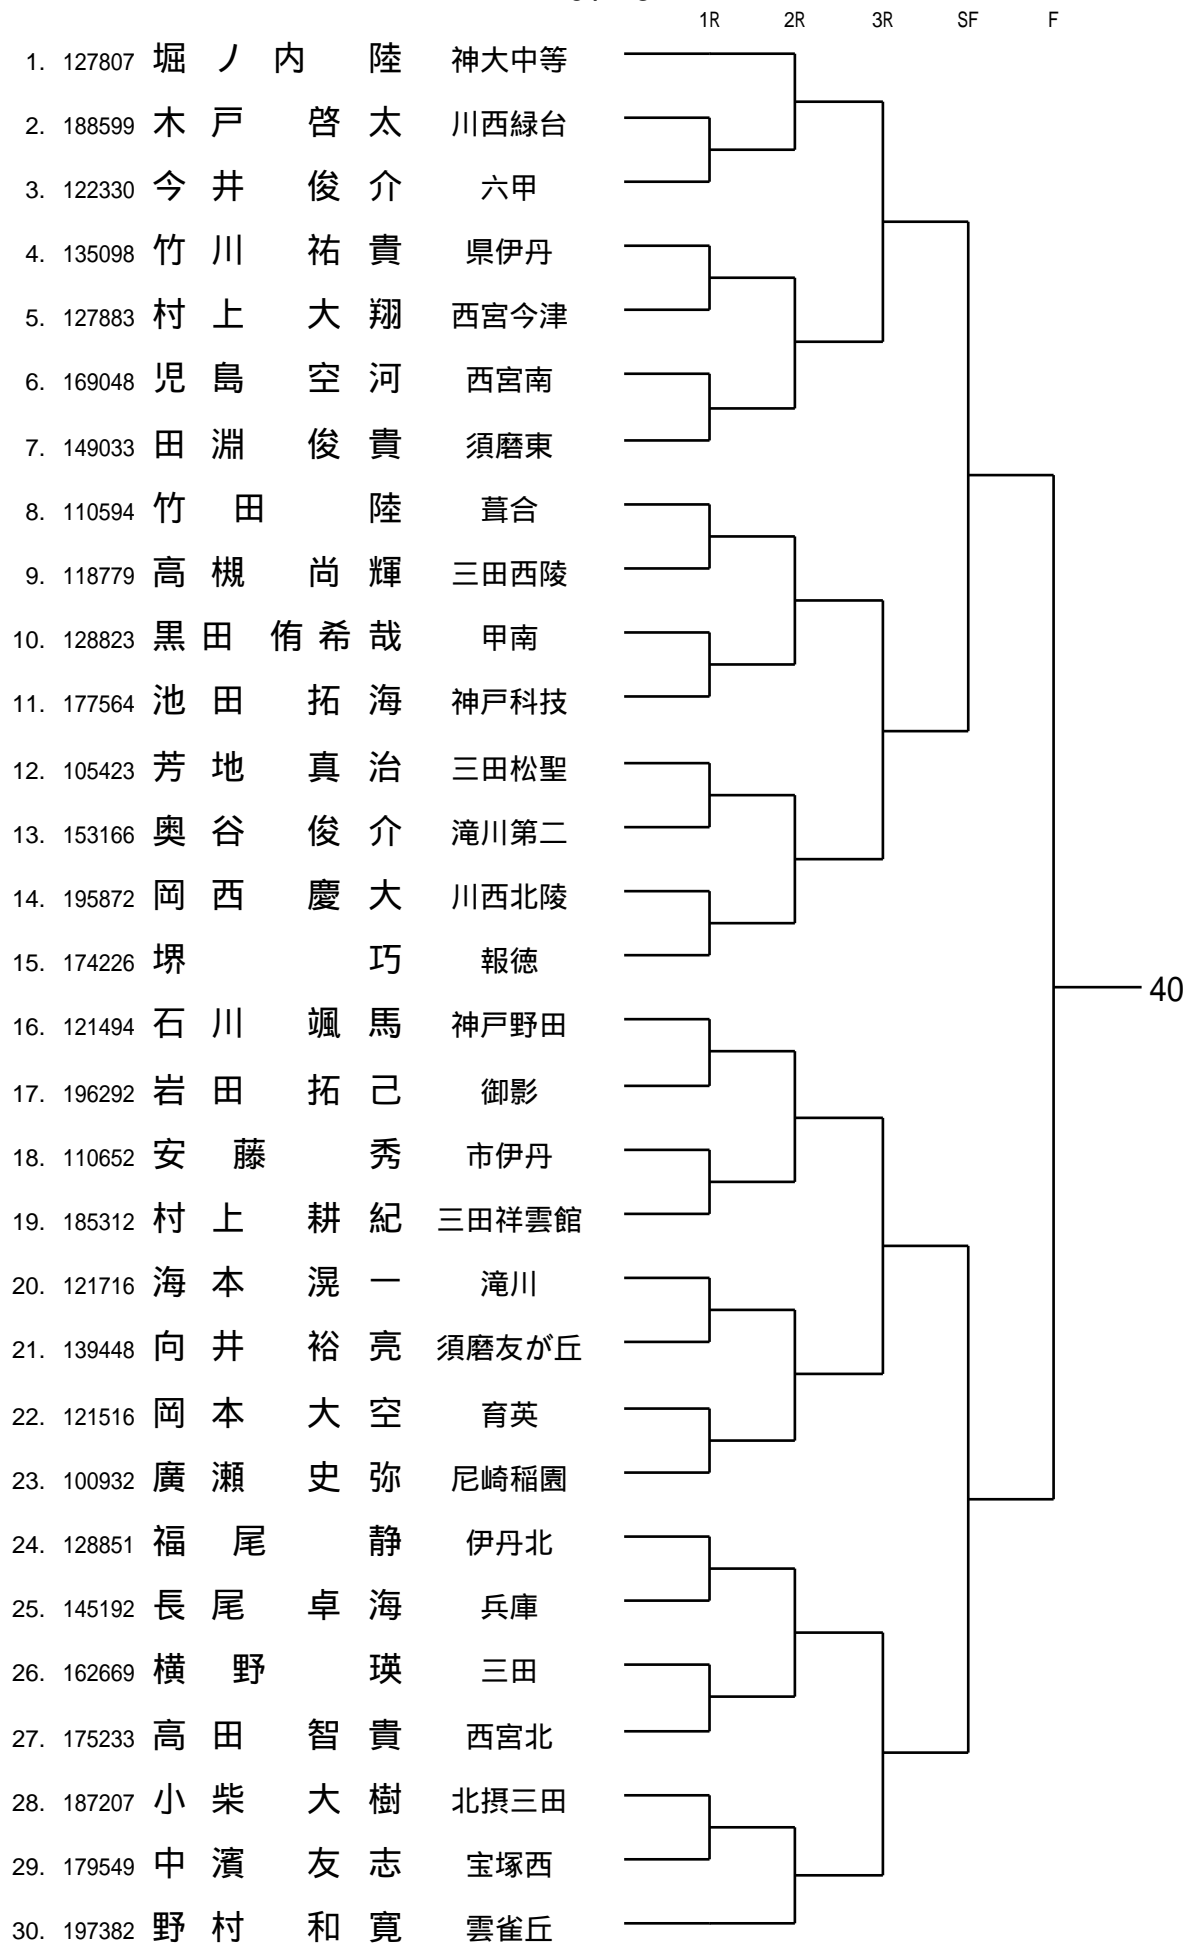 1R 2R 3R SF F
1. 127807 堀ノ内 陸 神大中等
2. 188599 木戸 啓太 川西緑台
3. 122330 今井 俊介 六甲
4. 135098 竹川 祐貴 県伊丹
5. 127883 村上 大翔 西宮今津
6. 169048 児島 空河 西宮南
7. 149033 田淵 俊貴 須磨東
8. 110594 竹田 陸 葺合
9. 118779 高槻 尚輝 三田西陵
10. 128823 黒田 侑希哉 甲南
11. 177564 池田 拓海 神戸科技
12. 105423 芳地 真治 三田松聖
13. 153166 奥谷 俊介 滝川第二
14. 195872 岡西 慶大 川西北陵
15. 174226 堺 巧 報徳
40
16. 121494 石川 颯馬 神戸野田
17. 196292 岩田 拓己 御影
18. 110652 安藤 秀 市伊丹
19. 185312 村上 耕紀 三田祥雲館
20. 121716 海本 滉一 滝川
21. 139448 向井 裕亮 須磨友が丘
22. 121516 岡本 大空 育英
23. 100932 廣瀬 史弥 尼崎稲園
24. 128851 福尾 静 伊丹北
25. 145192 長尾 卓海 兵庫
26. 162669 横野 瑛 三田
27. 175233 高田 智貴 西宮北
28. 187207 小柴 大樹 北摂三田
29. 179549 中濱 友志 宝塚西
30. 197382 野村 和寛 雲雀丘